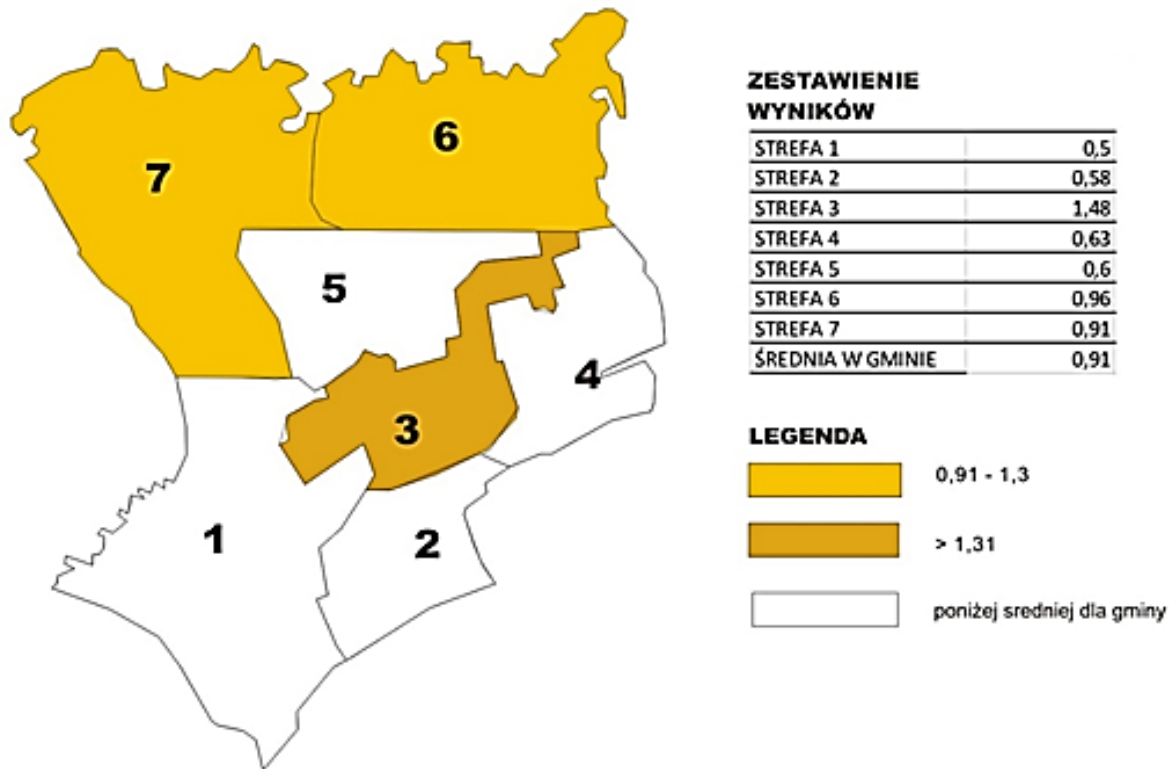 ZESTAWIENIE
WYNIKÓW
STREFA 1 0,5
STREFA 2 0,58
STREFA 3 1,48
STREFA 4 0,63
STREFA 5 0,6
STREFA 6 0,96
STREFA 7 0,91
ŚREDNIA W GMINIE 0,91
LEGENDA
0,91 - 1,3
> 1,31
poniżej sredniej dla gminy
6
7
5
4
3
1
2